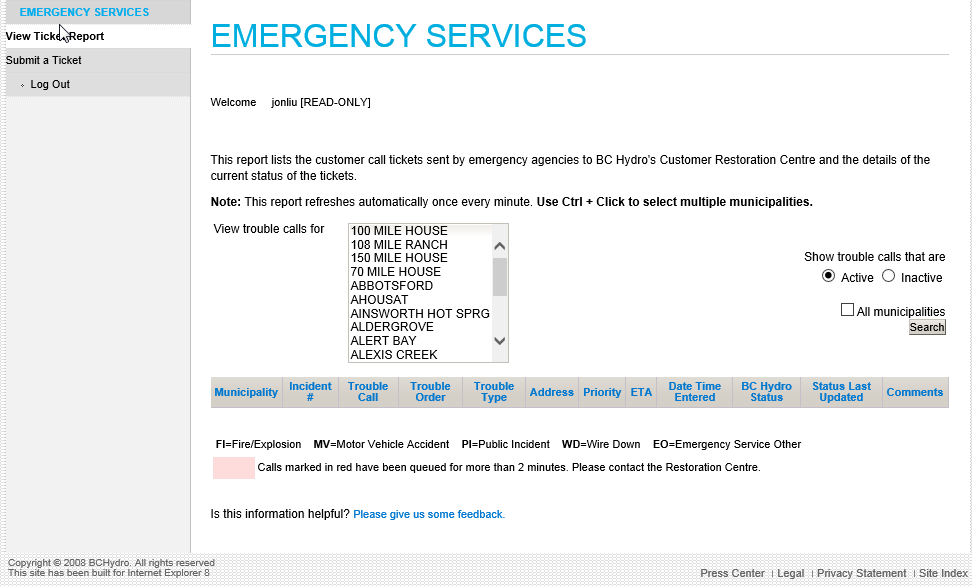 EMERGENCY SERVICES
View Ticket Report
Submit a Ticket
Log Out
EMERGENCY SERVICES
Welcome jonliu [READ-ONLY]
This report lists the customer call tickets sent by emergency agencies to BC Hydro's Customer Restoration Centre and the details of the
current status of the tickets.
Note: This report refreshes automatically once every minute. Use Ctrl + Click to select multiple municipalities.
View trouble calls for
100 MILE HOUSE
108 MILE RANCH
150 MILE HOUSE
70 MILE HOUSE
ABBOTSFORD
AHOUSAT
AINSWORTH HOT SPRG
ALDERGROVE
ALERT BAY
ALEXIS CREEK
Show trouble calls that are
Active Inactive
All municipalities
Search
Municipality Incident # Trouble Call Trouble Order Trouble Type Address Priority ETA Date Time Entered BC Hydro Status Status Last Updated Comments
FI=Fire/Explosion MV=Motor Vehicle Accident PI=Public Incident WD=Wire Down EO=Emergency Service Other
Calls marked in red have been queued for more than 2 minutes. Please contact the Restoration Centre.
Is this information helpful? Please give us some feedback.
Copyright © 2008 BCHydro. All rights reserved
This site has been built for Internet Explorer 8
Press Center | Legal | Privacy Statement | Site Index